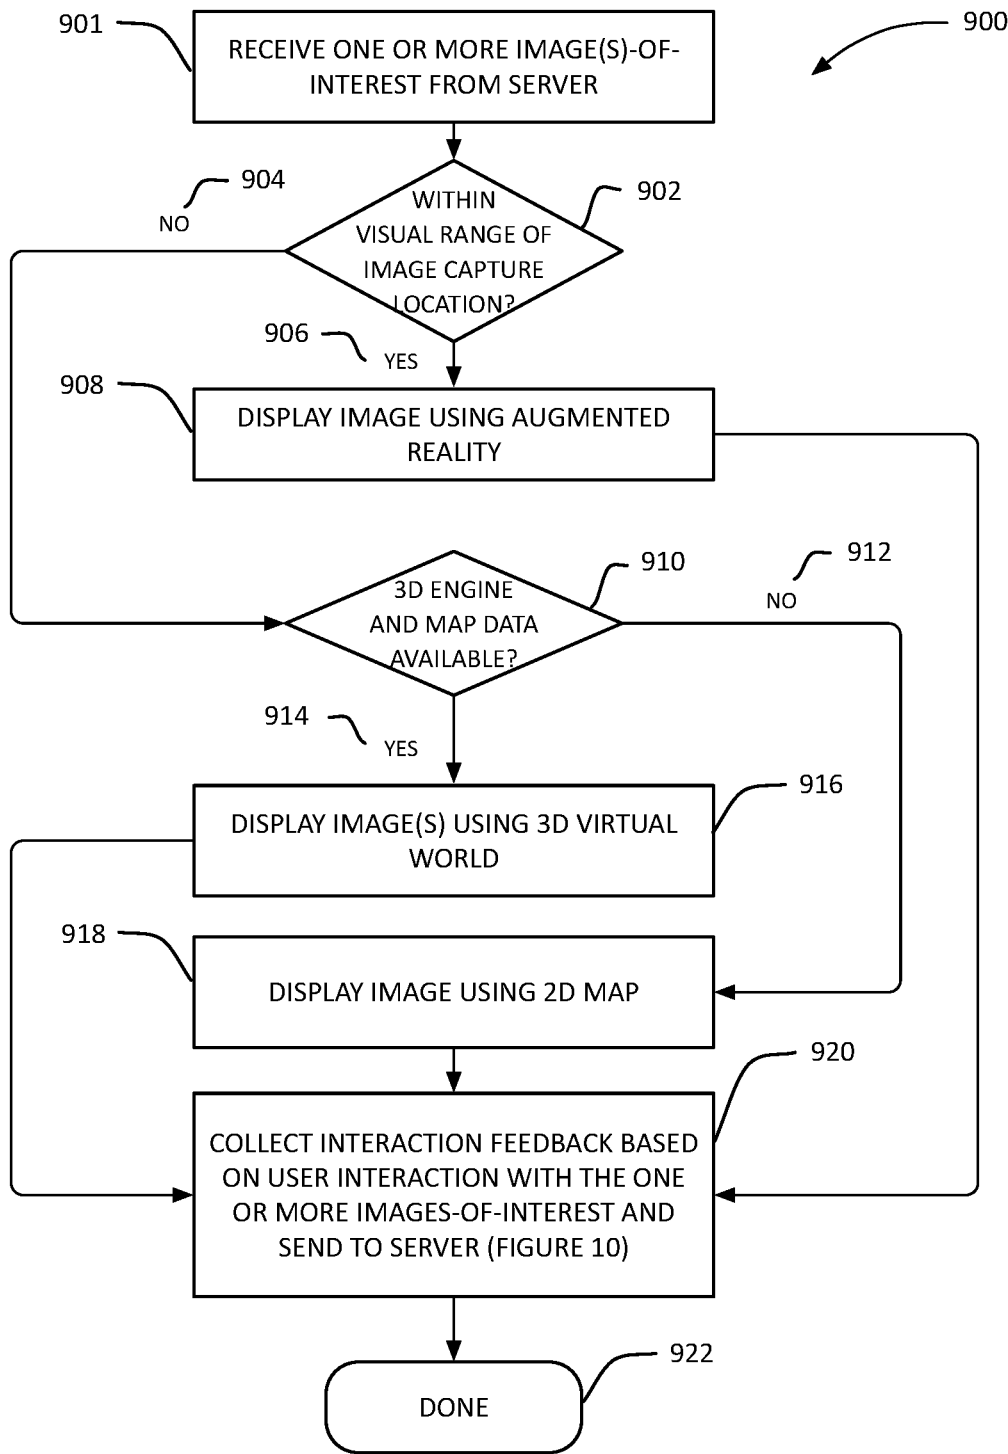 901
RECEIVE ONE OR MORE IMAGE(S)-OF-
INTEREST FROM SERVER
900
904
NO
902
WITHIN
VISUAL RANGE OF
IMAGE CAPTURE
LOCATION?
906
YES
908
DISPLAY IMAGE USING AUGMENTED
REALITY
910
3D ENGINE
AND MAP DATA
AVAILABLE?
912
NO
914
YES
916
DISPLAY IMAGE(S) USING 3D VIRTUAL
WORLD
918
DISPLAY IMAGE USING 2D MAP
920
COLLECT INTERACTION FEEDBACK BASED
ON USER INTERACTION WITH THE ONE
OR MORE IMAGES-OF-INTEREST AND
SEND TO SERVER (FIGURE 10)
922
DONE